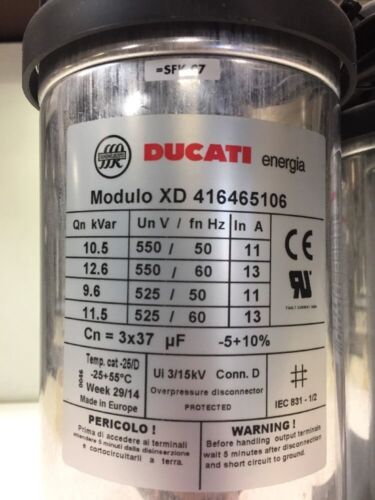 =SFK C7
DUCATI energia
Modulo XD 416465106
Qn kVar Un V / fn Hz In A
10.5 550 / 50 11
12.6 550 / 60 13
9.6 525 / 50 11
11.5 525 / 60 13
Cn = 3x37 µF -5+10%
CE
0056
Temp. cat -25/D
-25+55°C
Week 29/14
Made in Europe
Ui 3/15kV Conn. D
Overpressure disconnector
PROTECTED
IEC 831 - 1/2
PERICOLO !
Prima di accedere ai terminali
attendere 5 minuti dalla disinserzione
e cortocircuitarli a terra.
WARNING !
Before handling output terminals
wait 5 minutes after disconnection
and short circuit to ground.